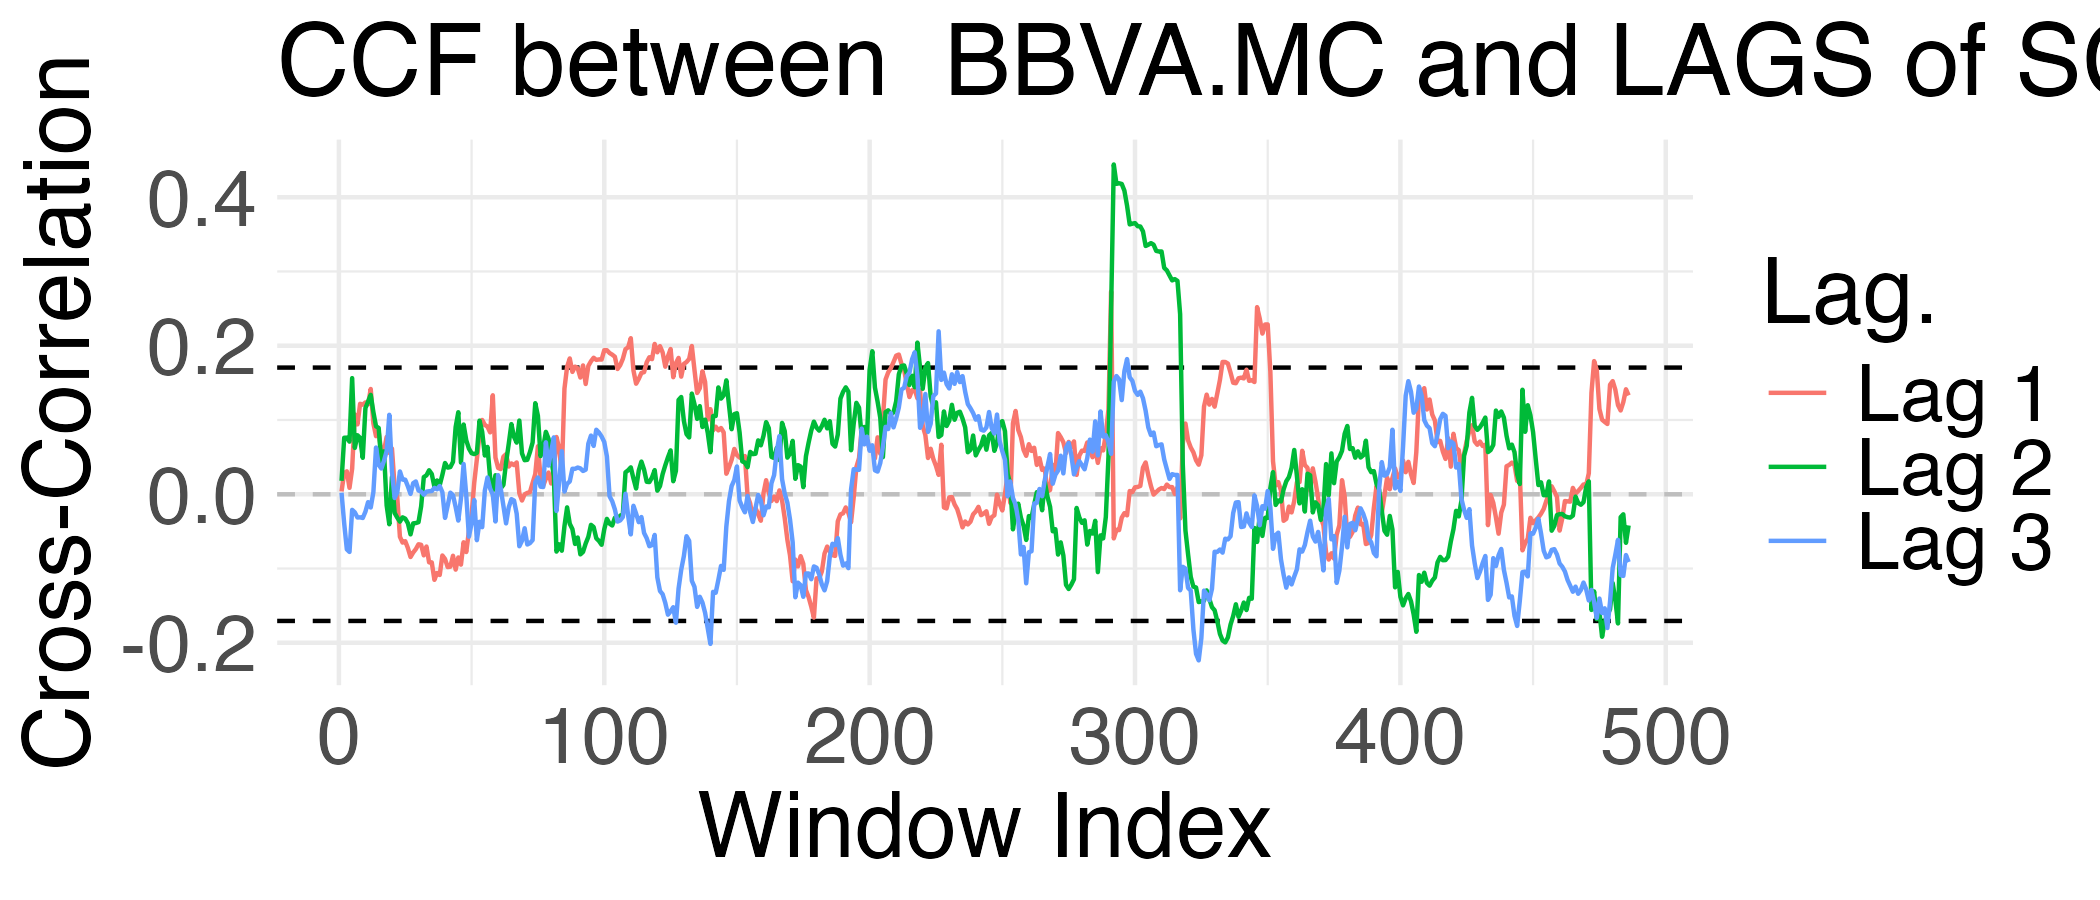 CCF between  BBVA.MC and LAGS of
Cross-Correlation
0.4
0.2
0.0
-0.2
0 100 200 300 400 500
Window Index
Lag.
Lag 1
Lag 2
Lag 3